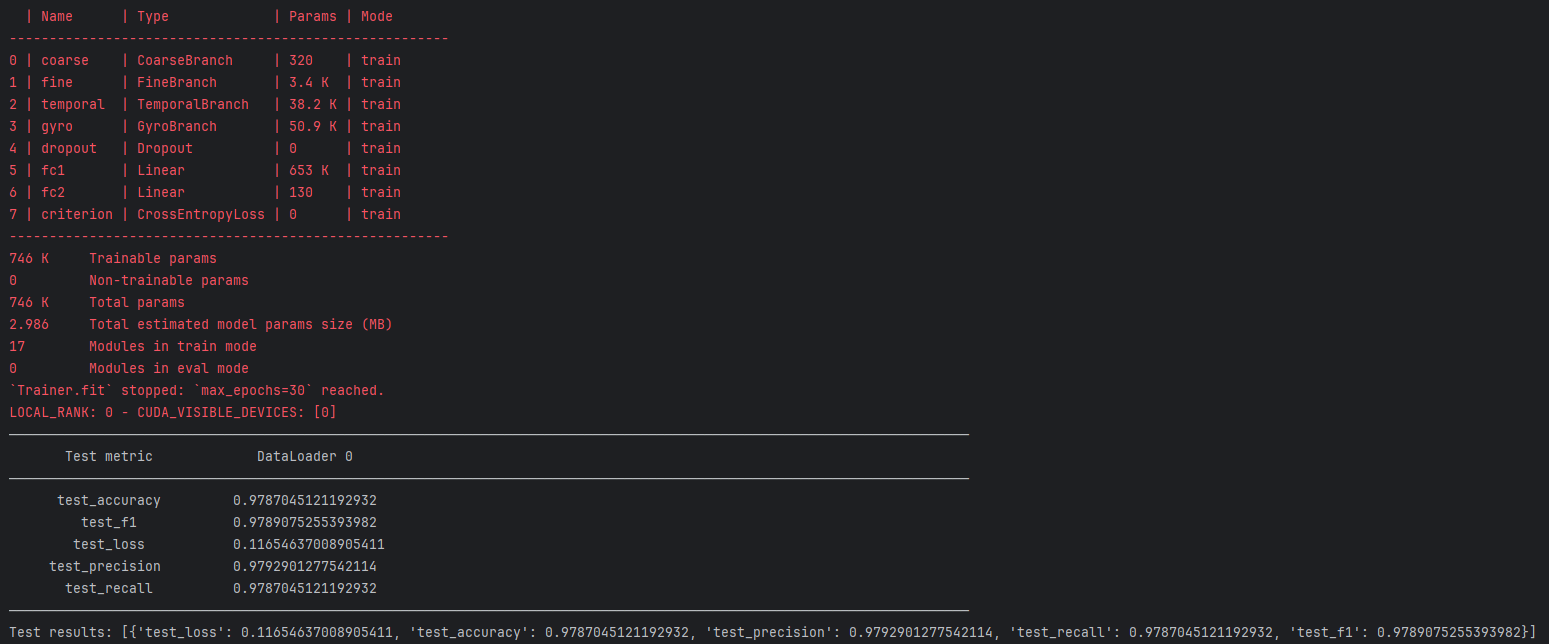 | Name      | Type             | Params | Mode
-------------------------------------------------------
0 | coarse    | CoarseBranch     | 320    | train
1 | fine      | FineBranch       | 3.4 K  | train
2 | temporal  | TemporalBranch   | 38.2 K | train
3 | gyro      | GyroBranch       | 50.9 K | train
4 | dropout   | Dropout          | 0      | train
5 | fc1       | Linear           | 653 K  | train
6 | fc2       | Linear           | 130    | train
7 | criterion | CrossEntropyLoss | 0      | train
-------------------------------------------------------
746 K     Trainable params
0         Non-trainable params
746 K     Total params
2.986     Total estimated model params size (MB)
17        Modules in train mode
0         Modules in eval mode
`Trainer.fit` stopped: `max_epochs=30` reached.
LOCAL_RANK: 0 - CUDA_VISIBLE_DEVICES: [0]
       Test metric             DataLoader 0
      test_accuracy         0.9787045121192932
         test_f1            0.9789075255393982
        test_loss           0.11654637008905411
     test_precision         0.9792901277542114
       test_recall          0.9787045121192932
Test results: [{'test_loss': 0.11654637008905411, 'test_accuracy': 0.9787045121192932, 'test_precision': 0.9792901277542114, 'test_recall': 0.9787045121192932, 'test_f1': 0.9789075255393982}]